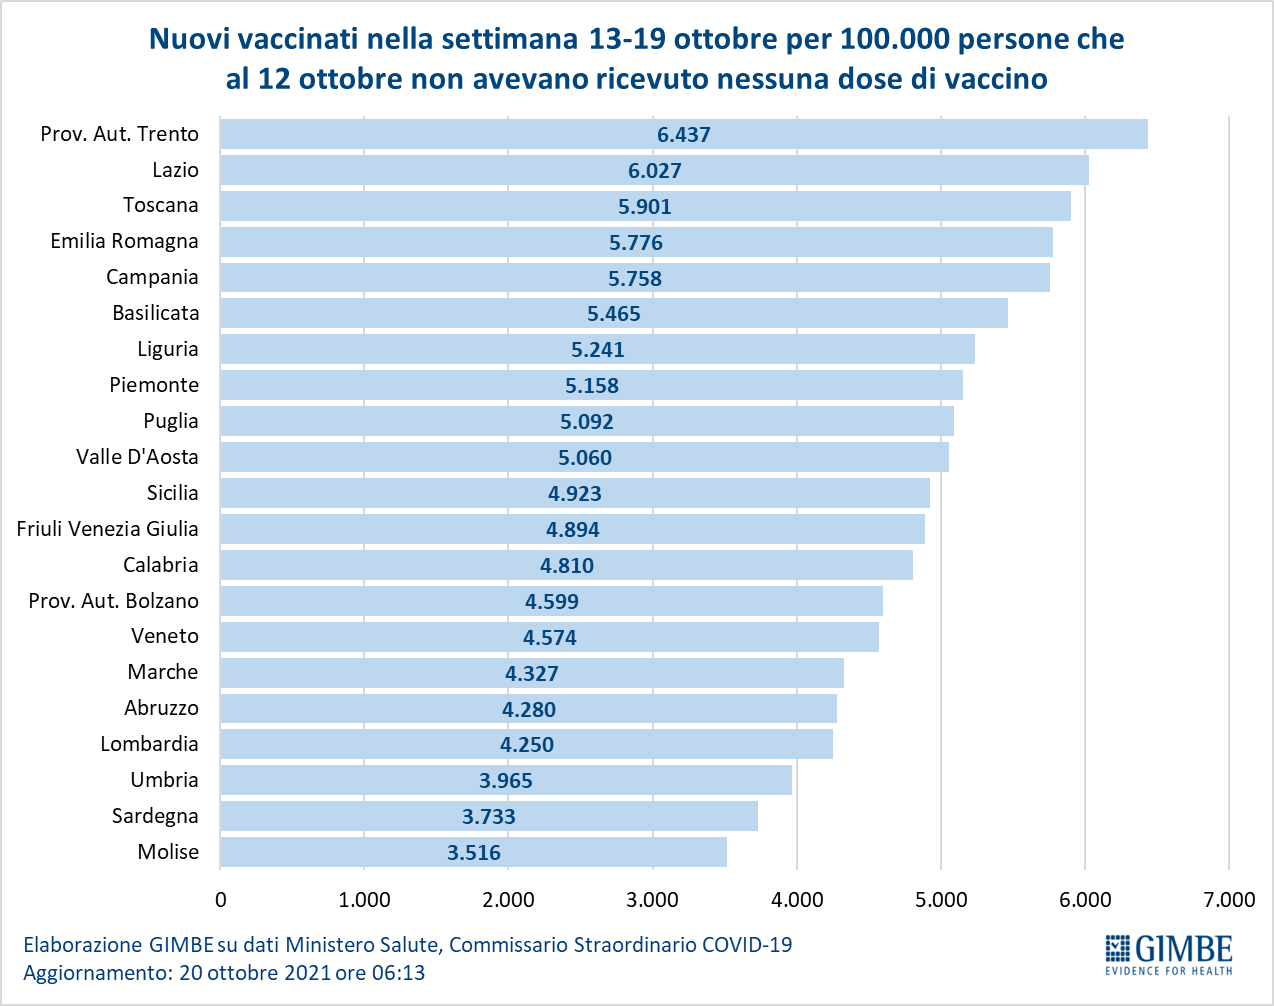 Nuovi vaccinati nella settimana 13-19 ottobre per 100.000 persone che
al 12 ottobre non avevano ricevuto nessuna dose di vaccino
Prov. Aut. Trento 6.437
Lazio 6.027
Toscana 5.901
Emilia Romagna 5.776
Campania 5.758
Basilicata 5.465
Liguria 5.241
Piemonte 5.158
Puglia 5.092
Valle D'Aosta 5.060
Sicilia 4.923
Friuli Venezia Giulia 4.894
Calabria 4.810
Prov. Aut. Bolzano 4.599
Veneto 4.574
Marche 4.327
Abruzzo 4.280
Lombardia 4.250
Umbria 3.965
Sardegna 3.733
Molise 3.516
0 1.000 2.000 3.000 4.000 5.000 6.000 7.000
Elaborazione GIMBE su dati Ministero Salute, Commissario Straordinario COVID-19
Aggiornamento: 20 ottobre 2021 ore 06:13
GIMBE
EVIDENCE FOR HEALTH